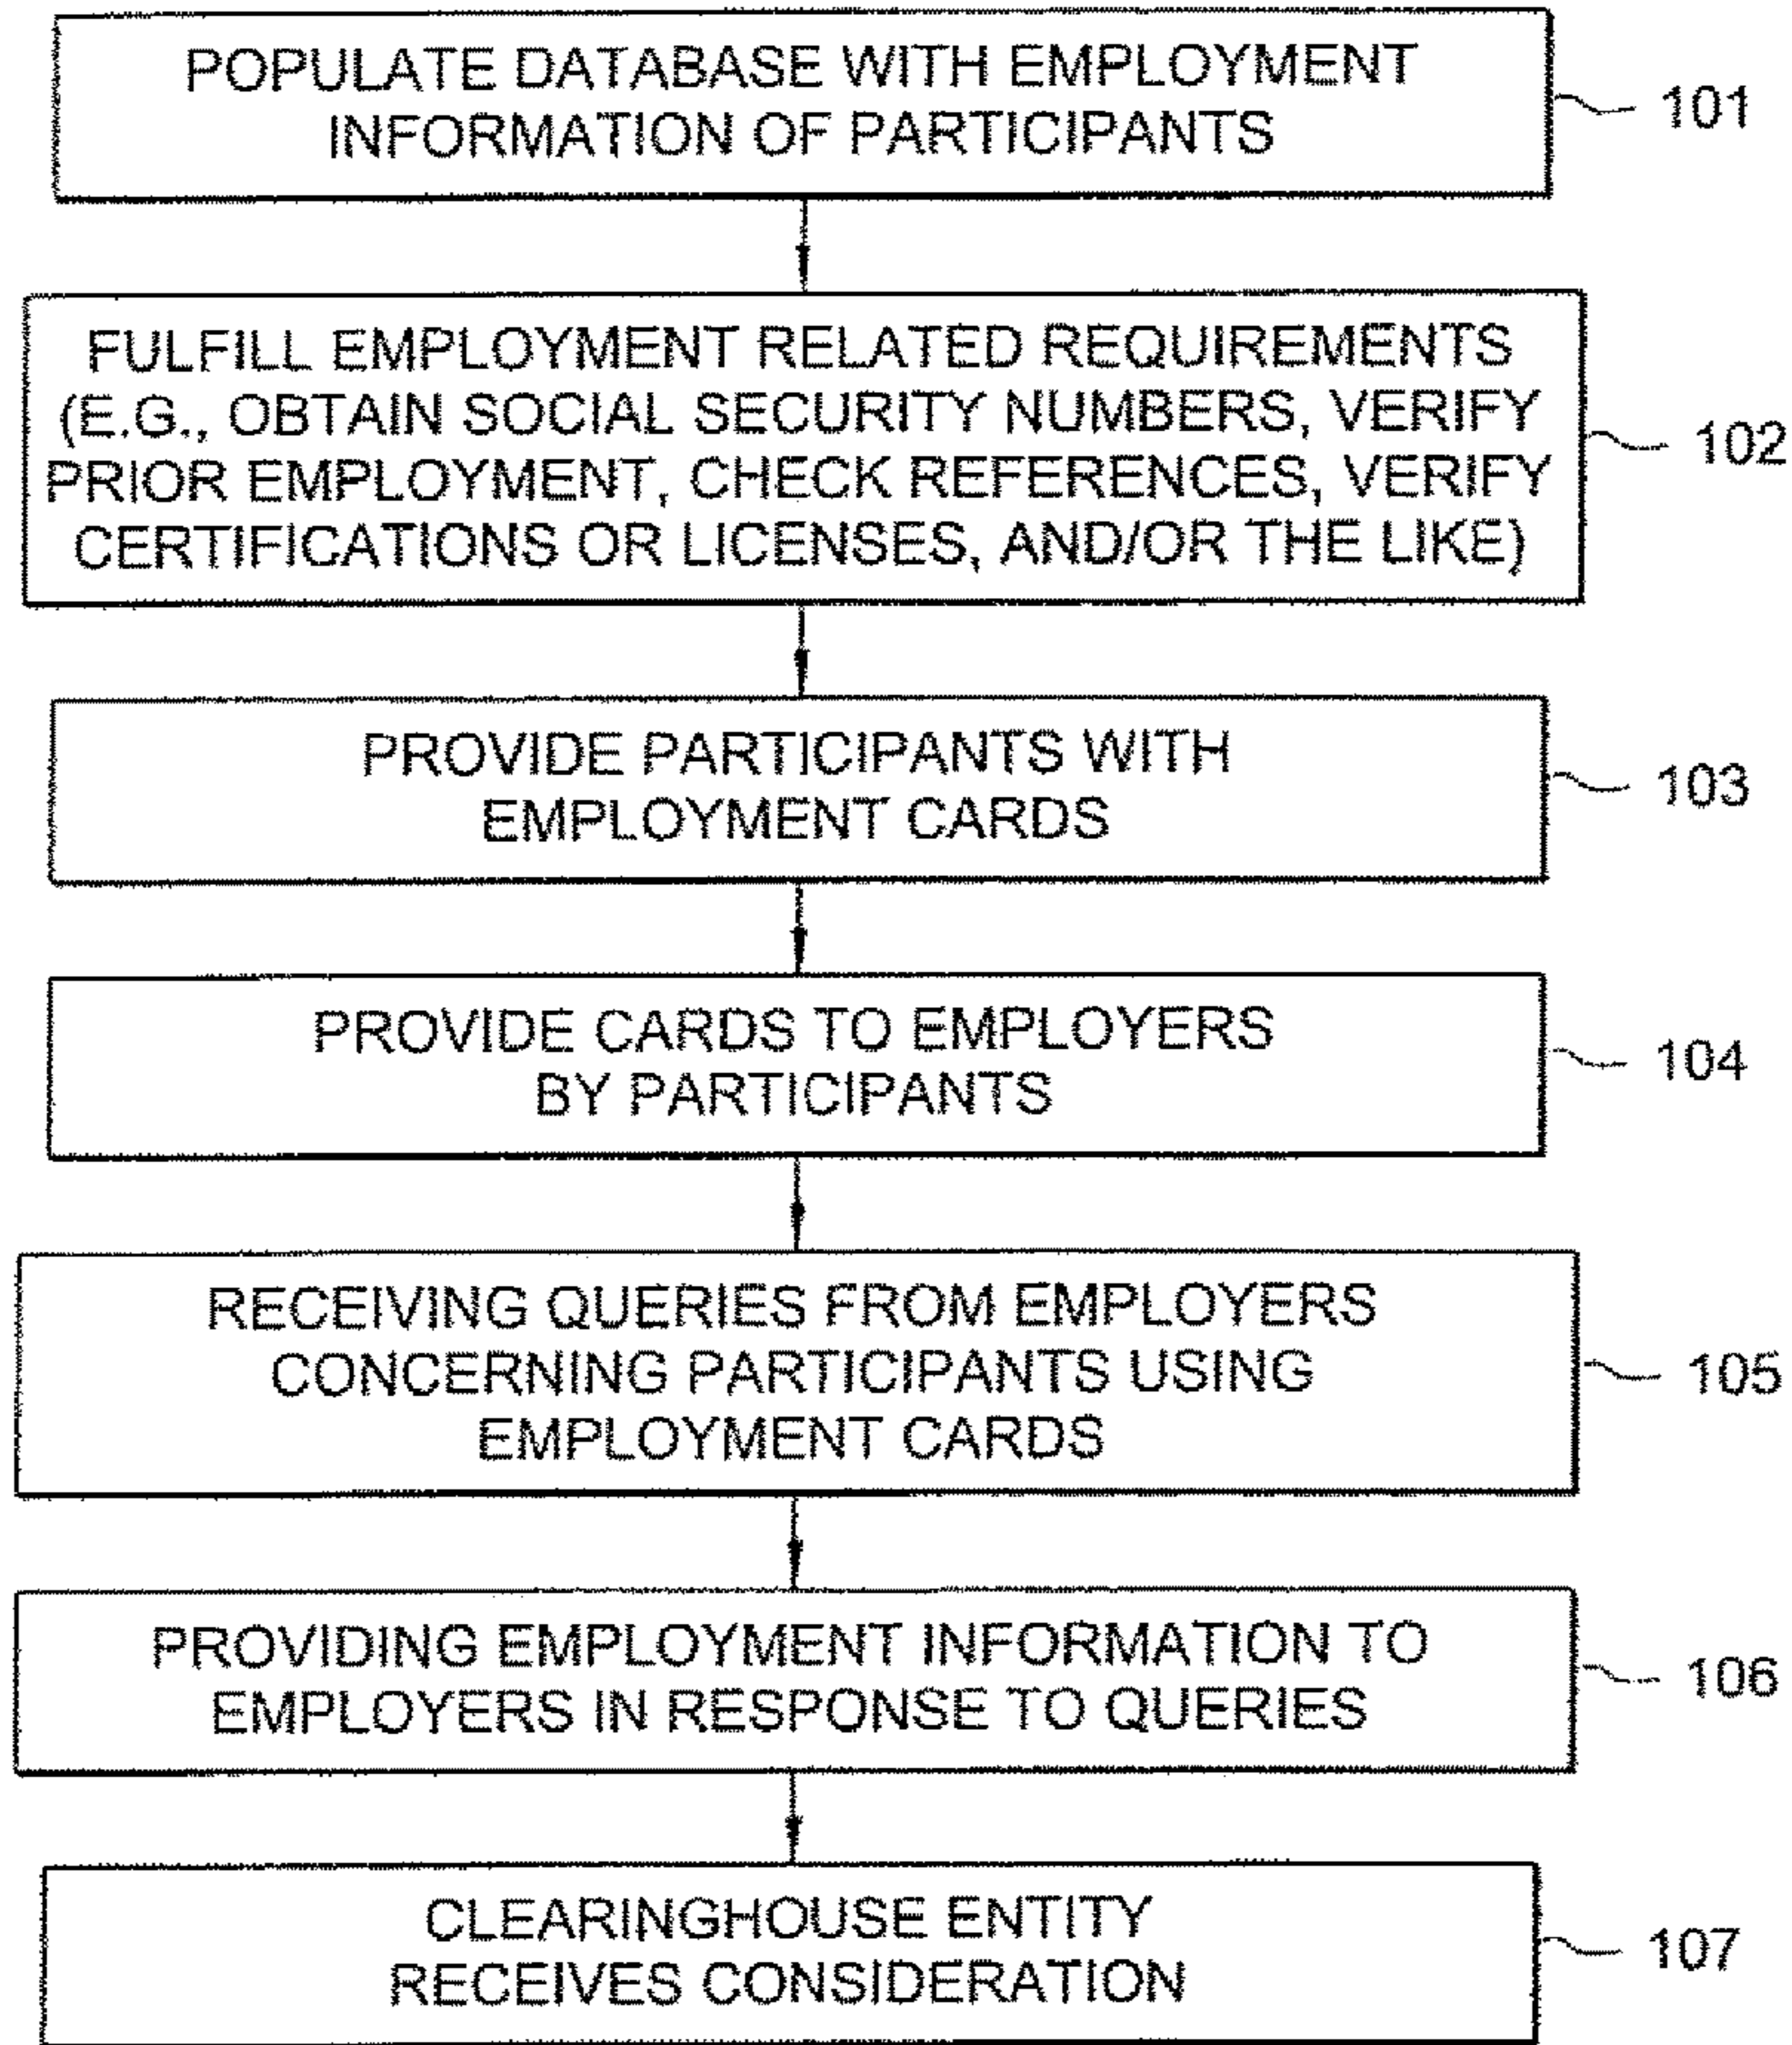 POPULATE DATABASE WITH EMPLOYMENT
INFORMATION OF PARTICIPANTS
101
FULFILL EMPLOYMENT RELATED REQUIREMENTS
(E.G., OBTAIN SOCIAL SECURITY NUMBERS, VERIFY
PRIOR EMPLOYMENT, CHECK REFERENCES, VERIFY
CERTIFICATIONS OR LICENSES, AND/OR THE LIKE)
102
PROVIDE PARTICIPANTS WITH
EMPLOYMENT CARDS
103
PROVIDE CARDS TO EMPLOYERS
BY PARTICIPANTS
104
RECEIVING QUERIES FROM EMPLOYERS
CONCERNING PARTICIPANTS USING
EMPLOYMENT CARDS
105
PROVIDING EMPLOYMENT INFORMATION TO
EMPLOYERS IN RESPONSE TO QUERIES
106
CLEARINGHOUSE ENTITY
RECEIVES CONSIDERATION
107